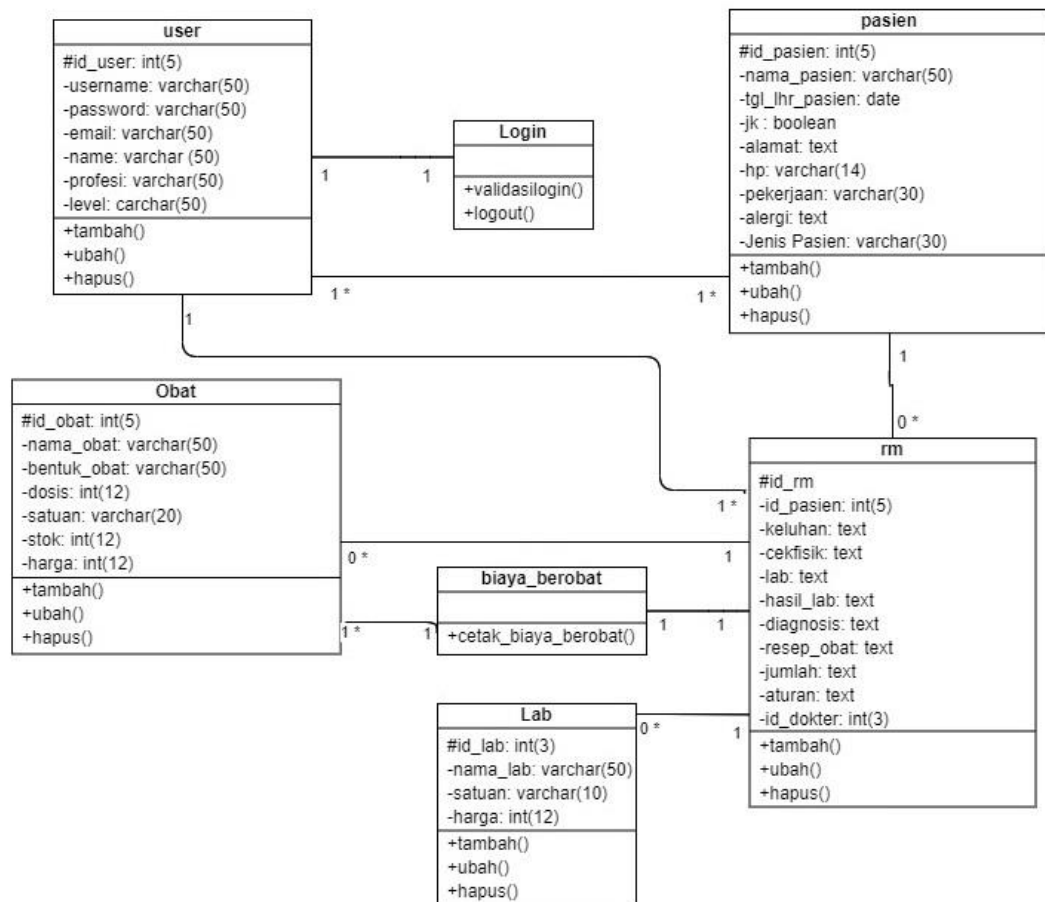 user
#id_user: int(5)
-username: varchar(50)
-password: varchar(50)
-email: varchar(50)
-name: varchar (50)
-profesi: varchar(50)
-level: carchar(50)
+tambah()
+ubah()
+hapus()
Login
+validasilogin()
+logout()
pasien
#id_pasien: int(5)
-nama_pasien: varchar(50)
-tgl_lhr_pasien: date
-jk : boolean
-alamat: text
-hp: varchar(14)
-pekerjaan: varchar(30)
-alergi: text
-Jenis Pasien: varchar(30)
+tambah()
+ubah()
+hapus()
1
1
1 *
1 *
1
1 *
1
0 *
Obat
#id_obat: int(5)
-nama_obat: varchar(50)
-bentuk_obat: varchar(50)
-dosis: int(12)
-satuan: varchar(20)
-stok: int(12)
-harga: int(12)
+tambah()
+ubah()
+hapus()
0 *
1
1 *
1
biaya_berobat
+cetak_biaya_berobat()
1
1
rm
#id_rm
-id_pasien: int(5)
-keluhan: text
-cekfisik: text
-lab: text
-hasil_lab: text
-diagnosis: text
-resep_obat: text
-jumlah: text
-aturan: text
-id_dokter: int(3)
+tambah()
+ubah()
+hapus()
Lab
#id_lab: int(3)
-nama_lab: varchar(50)
-satuan: varchar(10)
-harga: int(12)
+tambah()
+ubah()
+hapus()
0 *
1